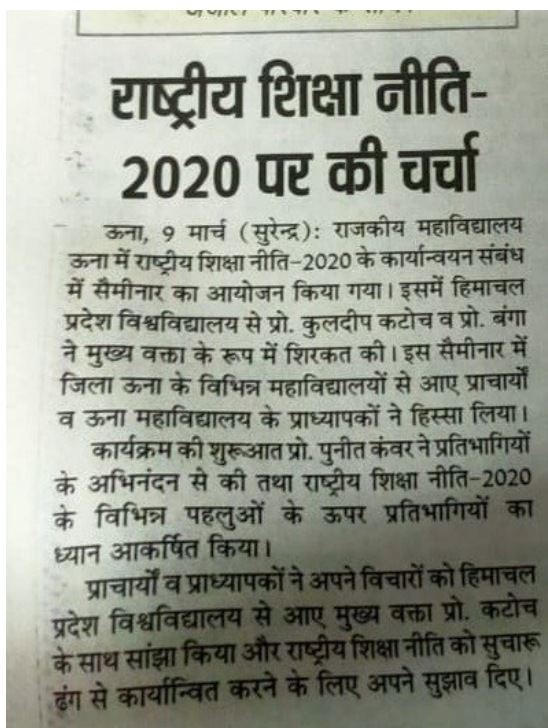 राष्ट्रीय शिक्षा नीति-
2020 पर की चर्चा
ऊना, 9 मार्च (सुरेन्द्र): राजकीय महाविद्यालय
ऊना में राष्ट्रीय शिक्षा नीति-2020 के कार्यान्वयन संबंध
में सैमीनार का आयोजन किया गया। इसमें हिमाचल
प्रदेश विश्वविद्यालय से प्रो. कुलदीप कटोच व प्रो. बंगा
ने मुख्य वक्ता के रूप में शिरकत की। इस सैमीनार में
जिला ऊना के विभिन्न महाविद्यालयों से आए प्राचार्यों
व ऊना महाविद्यालय के प्राध्यापकों ने हिस्सा लिया।
कार्यक्रम की शुरूआत प्रो. पुनीत कंवर ने प्रतिभागियों
के अभिनंदन से की तथा राष्ट्रीय शिक्षा नीति-2020
के विभिन्न पहलुओं के ऊपर प्रतिभागियों का
ध्यान आकर्षित किया।
प्राचार्यों व प्राध्यापकों ने अपने विचारों को हिमाचल
प्रदेश विश्वविद्यालय से आए मुख्य वक्ता प्रो. कटोच
के साथ सांझा किया और राष्ट्रीय शिक्षा नीति को सुचारू
ढंग से कार्यान्वित करने के लिए अपने सुझाव दिए।